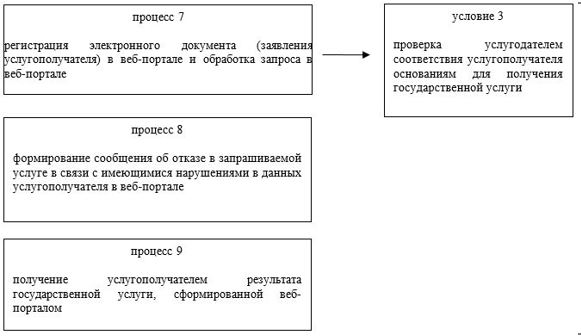 процесс 7
регистрация электронного документа (заявления
услугополучателя) в веб-портале и обработка запроса в
веб-портале
условие 3
проверка услугодателем
соответствия услугополучателя
основаниям для получения
государственной услуги
процесс 8
формирование сообщения об отказе в запрашиваемой
услуге в связи с имеющимися нарушениями в данных
услугополучателя в веб-портале
процесс 9
получение услугополучателем результата
государственной услуги, сформированной веб-
порталом